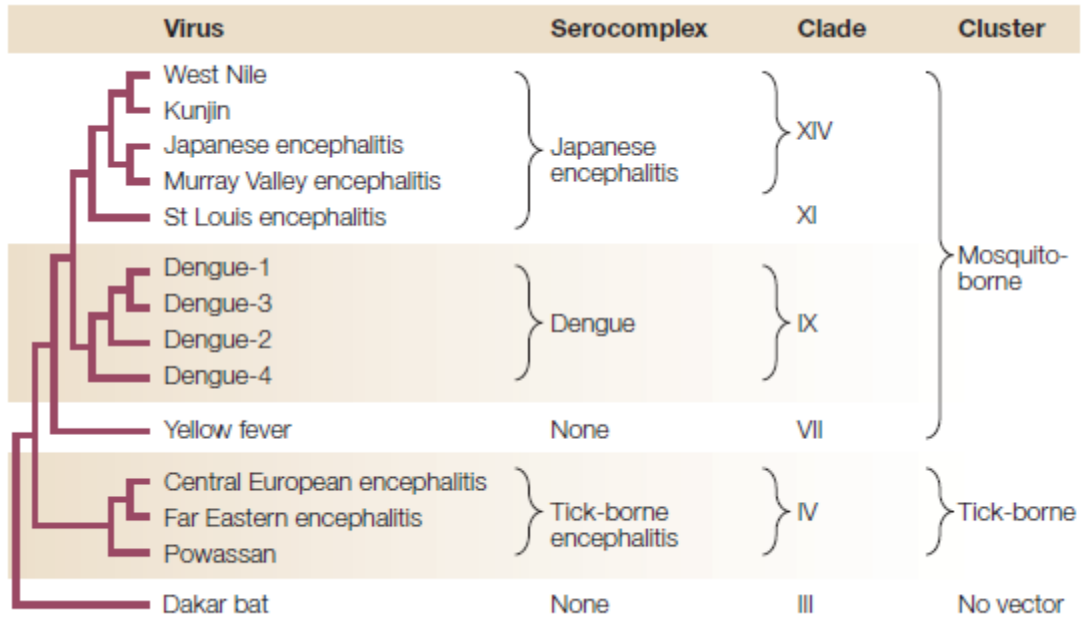 Virus Serocomplex Clade Cluster
West Nile
Kunjin
Japanese encephalitis
Murray Valley encephalitis
St Louis encephalitis
Japanese
encephalitis
XIV
XI
Dengue-1
Dengue-3
Dengue-2
Dengue-4
Dengue
IX
Mosquito-
borne
Yellow fever None VII
Central European encephalitis
Far Eastern encephalitis
Powassan
Tick-borne
encephalitis
IV
Tick-borne
Dakar bat None III No vector